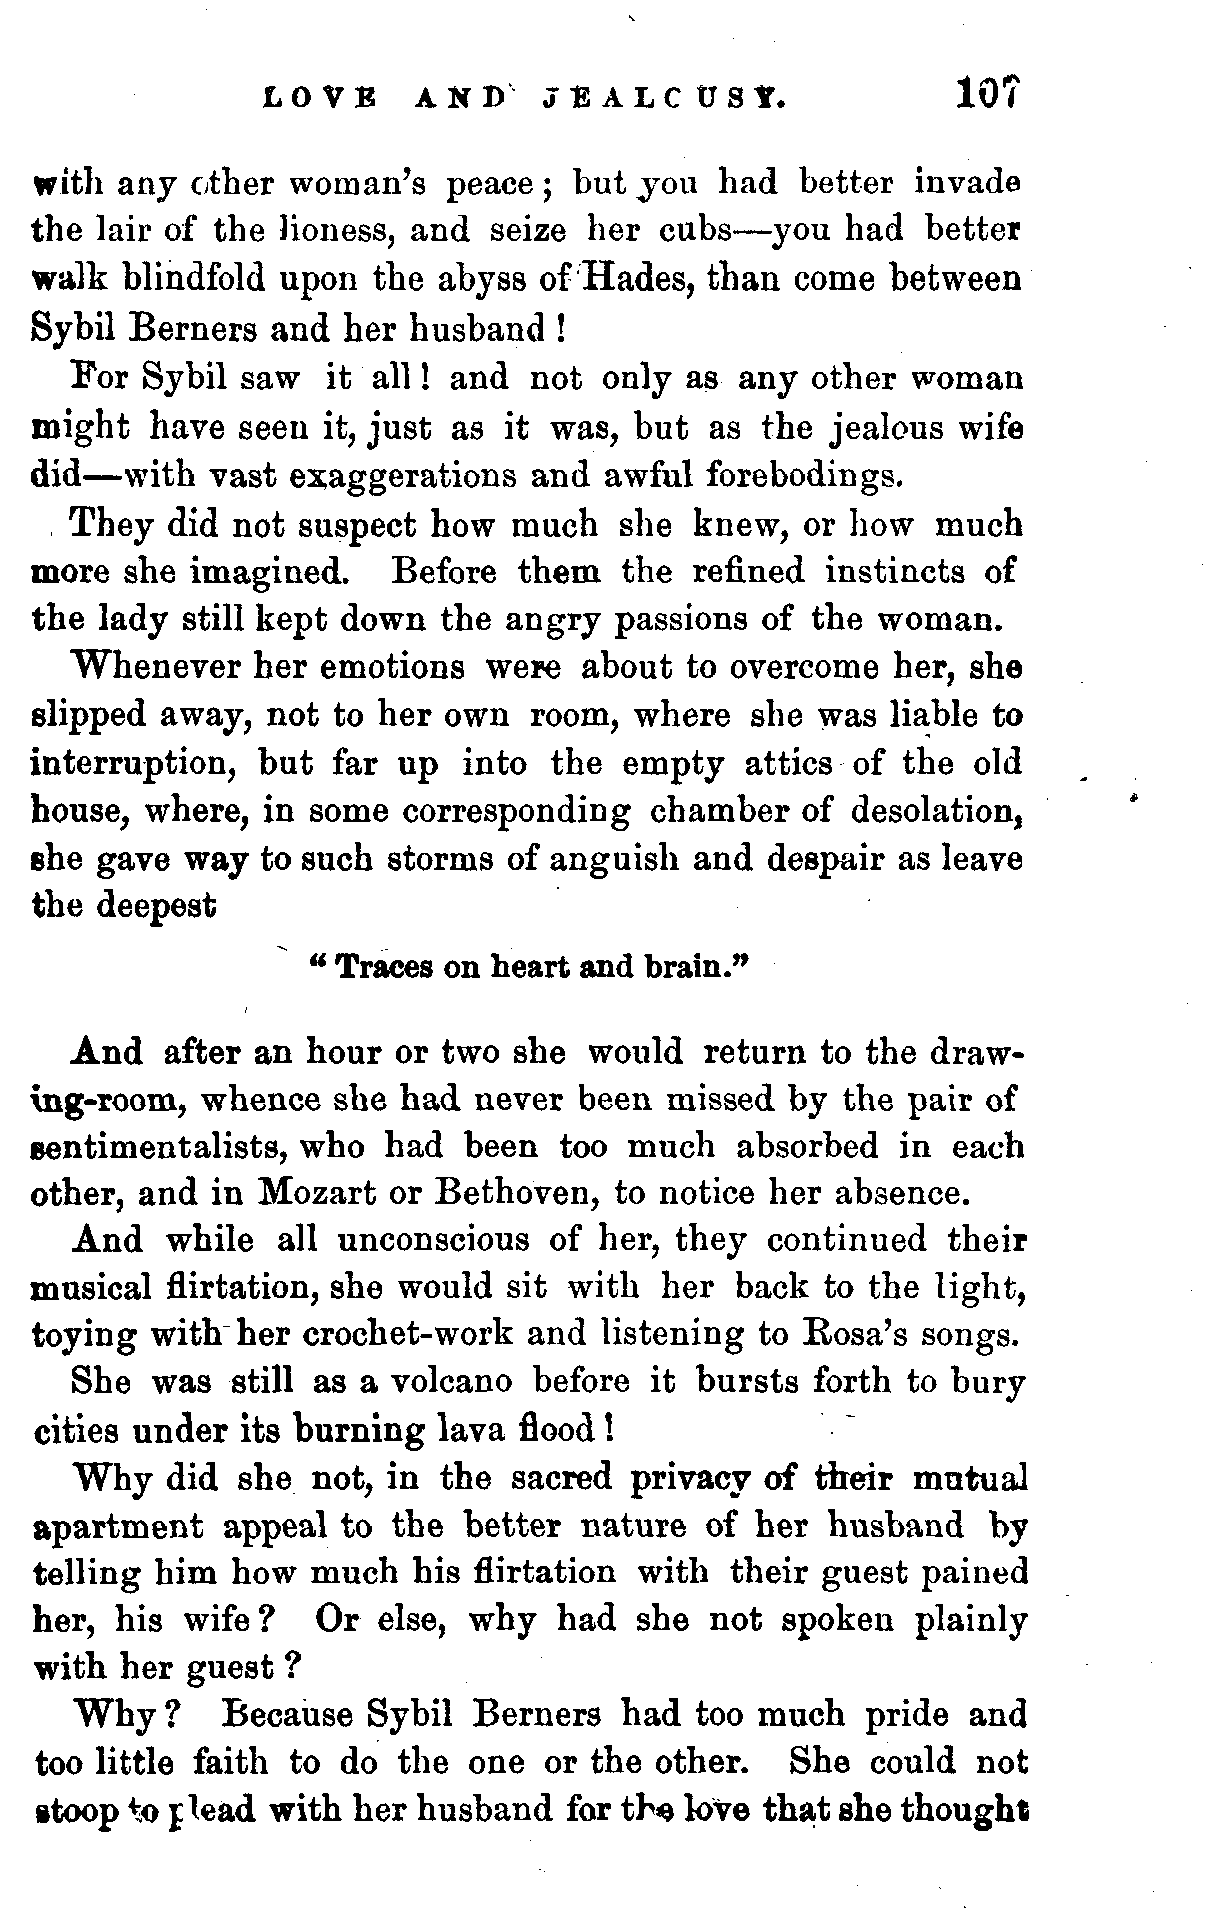 LOVE AND JEALOUSY. 107
with any other woman's peace; but you had better invade
the lair of the lioness, and seize her cubs—you had better
walk blindfold upon the abyss of Hades, than come between
Sybil Berners and her husband!
For Sybil saw it all! and not only as any other woman
might have seen it, just as it was, but as the jealous wife
did—with vast exaggerations and awful forebodings.
They did not suspect how much she knew, or how much
more she imagined. Before them the refined instincts of
the lady still kept down the angry passions of the woman.
Whenever her emotions were about to overcome her, she
slipped away, not to her own room, where she was liable to
interruption, but far up into the empty attics of the old
house, where, in some corresponding chamber of desolation,
she gave way to such storms of anguish and despair as leave
the deepest
"Traces on heart and brain."
And after an hour or two she would return to the draw-
ing-room, whence she had never been missed by the pair of
sentimentalists, who had been too much absorbed in each
other, and in Mozart or Bethoven, to notice her absence.
And while all unconscious of her, they continued their
musical flirtation, she would sit with her back to the light,
toying with her crochet-work and listening to Rosa's songs.
She was still as a volcano before it bursts forth to bury
cities under its burning lava flood!
Why did she not, in the sacred privacy of their mutual
apartment appeal to the better nature of her husband by
telling him how much his flirtation with their guest pained
her, his wife? Or else, why had she not spoken plainly
with her guest?
Why? Because Sybil Berners had too much pride and
too little faith to do the one or the other. She could not
stoop to plead with her husband for the love that she thought